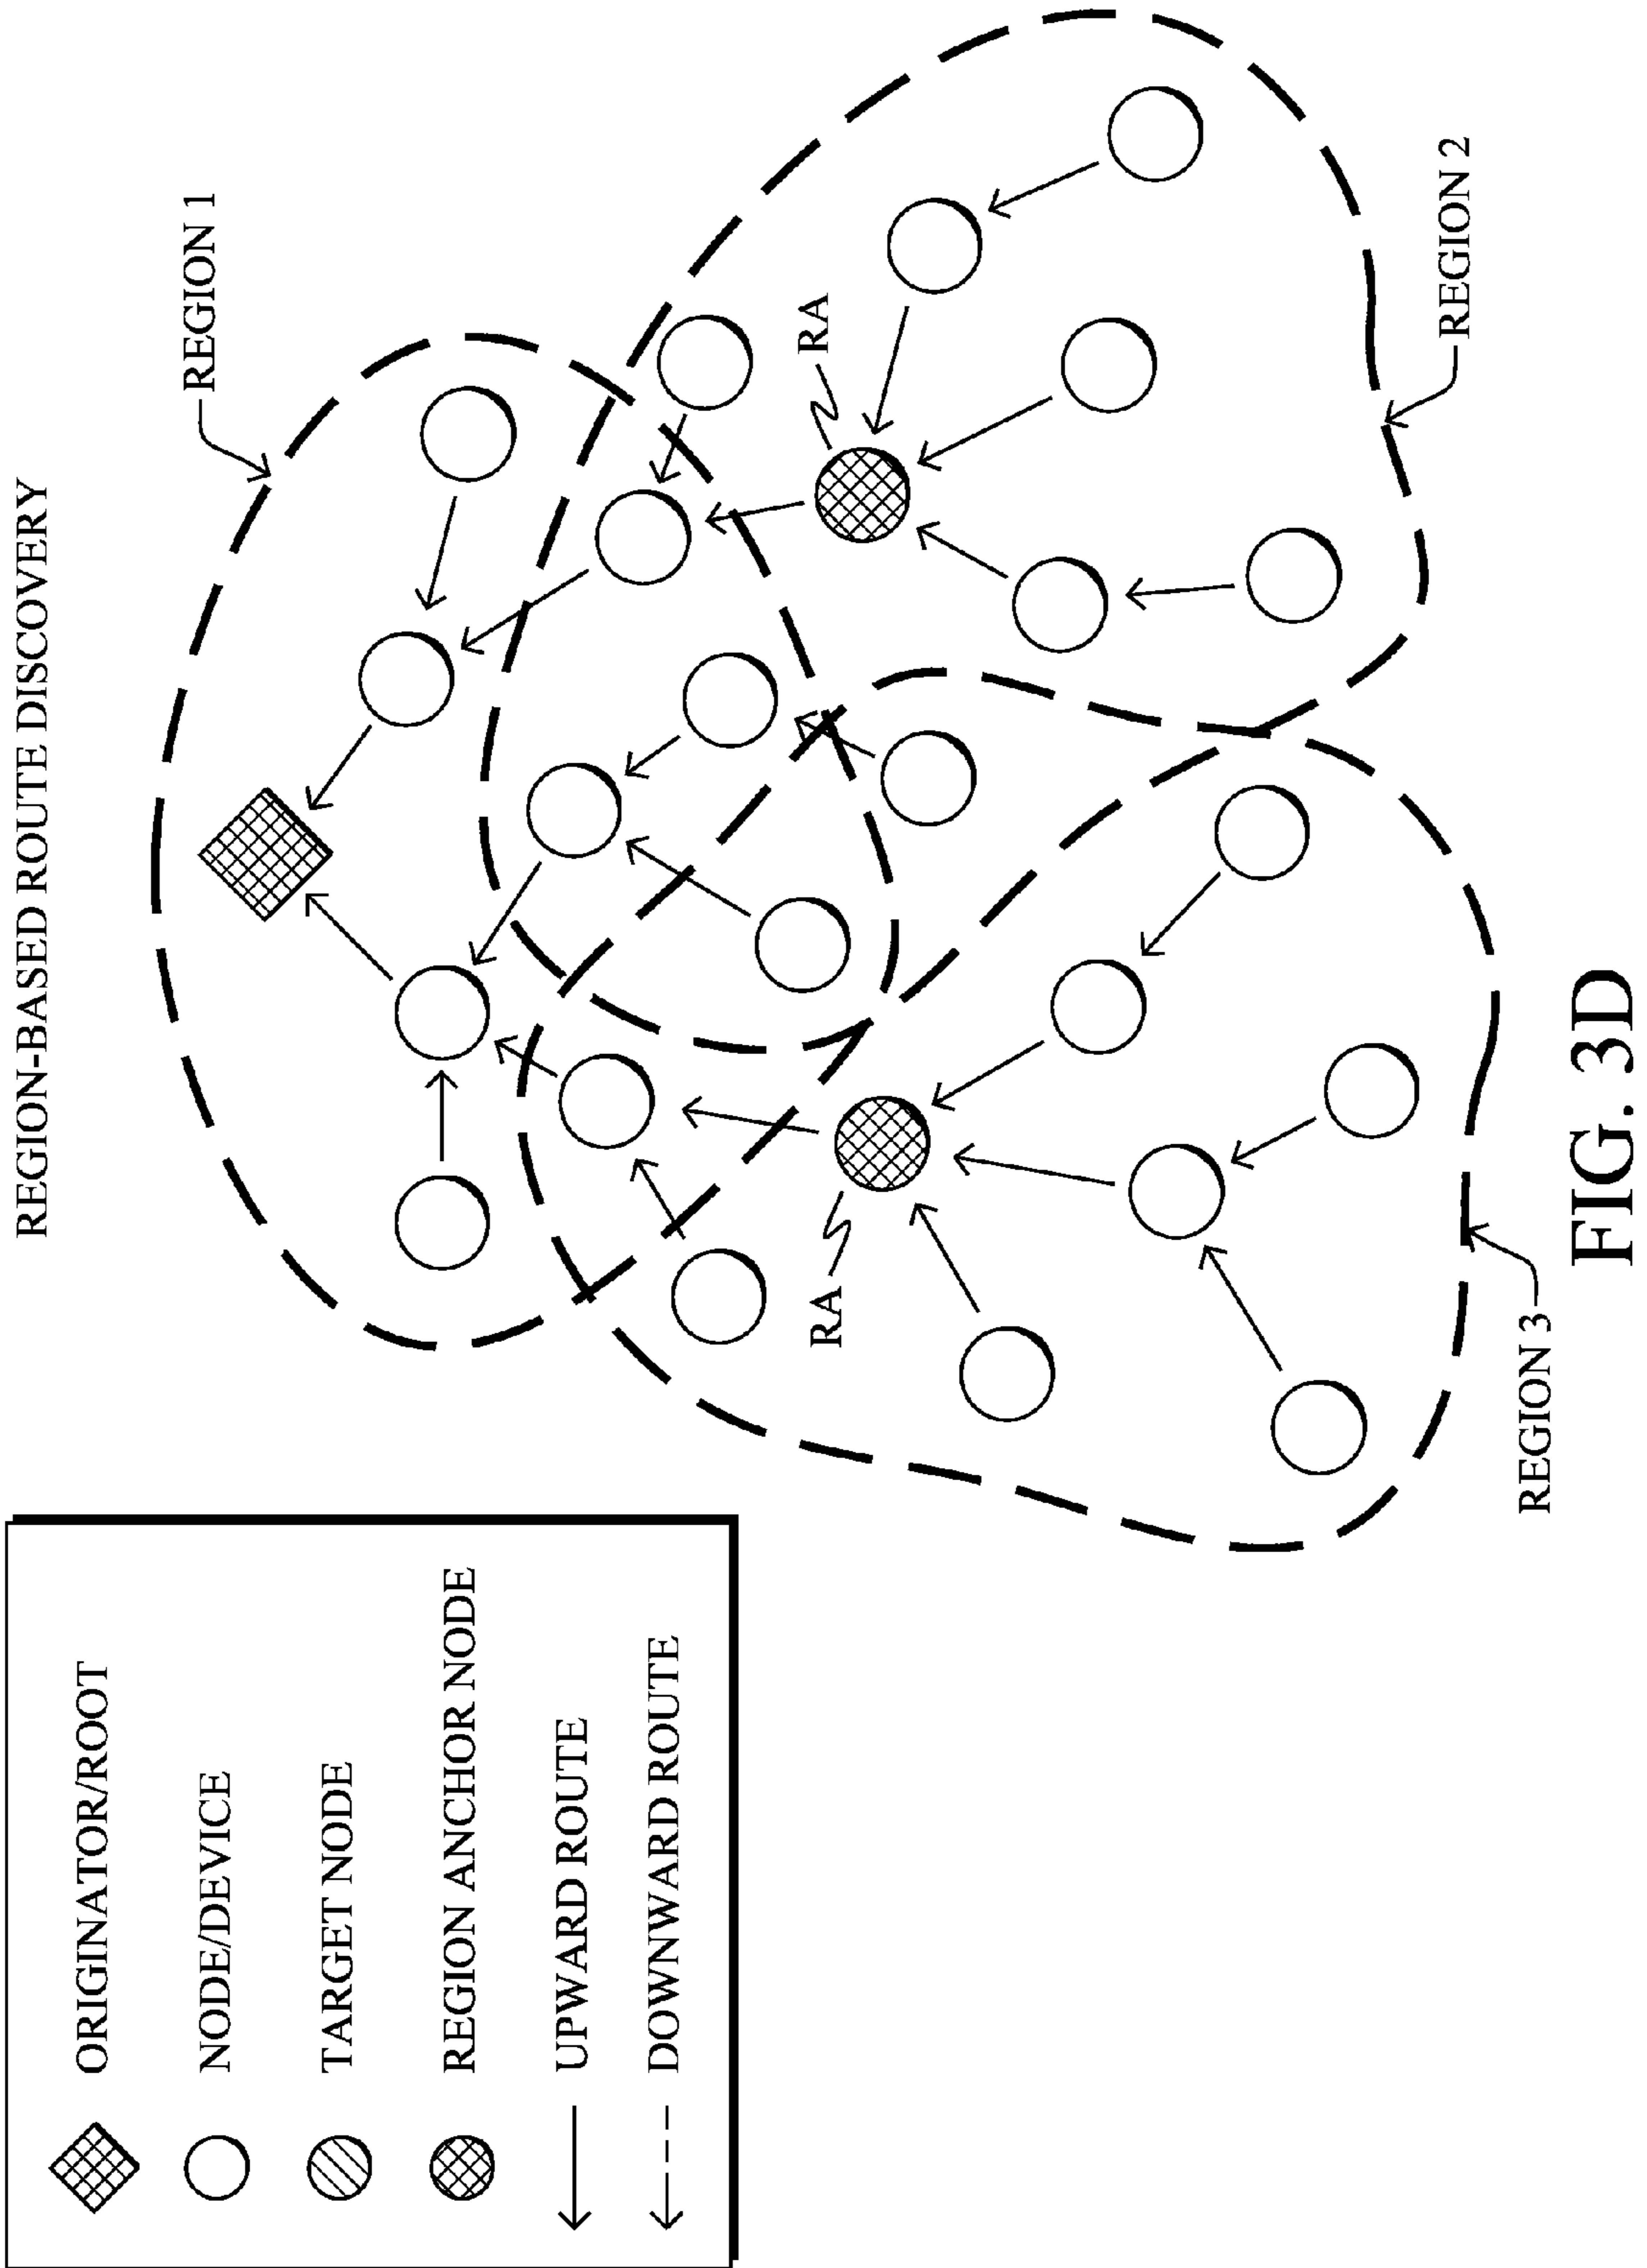 REGION-BASED ROUTE DISCOVERY
ORIGINATOR/ROOT
NODE/DEVICE
TARGET NODE
REGION ANCHOR NODE
UPWARD ROUTE
DOWNWARD ROUTE
REGION 1
RA
RA
REGION 2
REGION 3
FIG. 3D